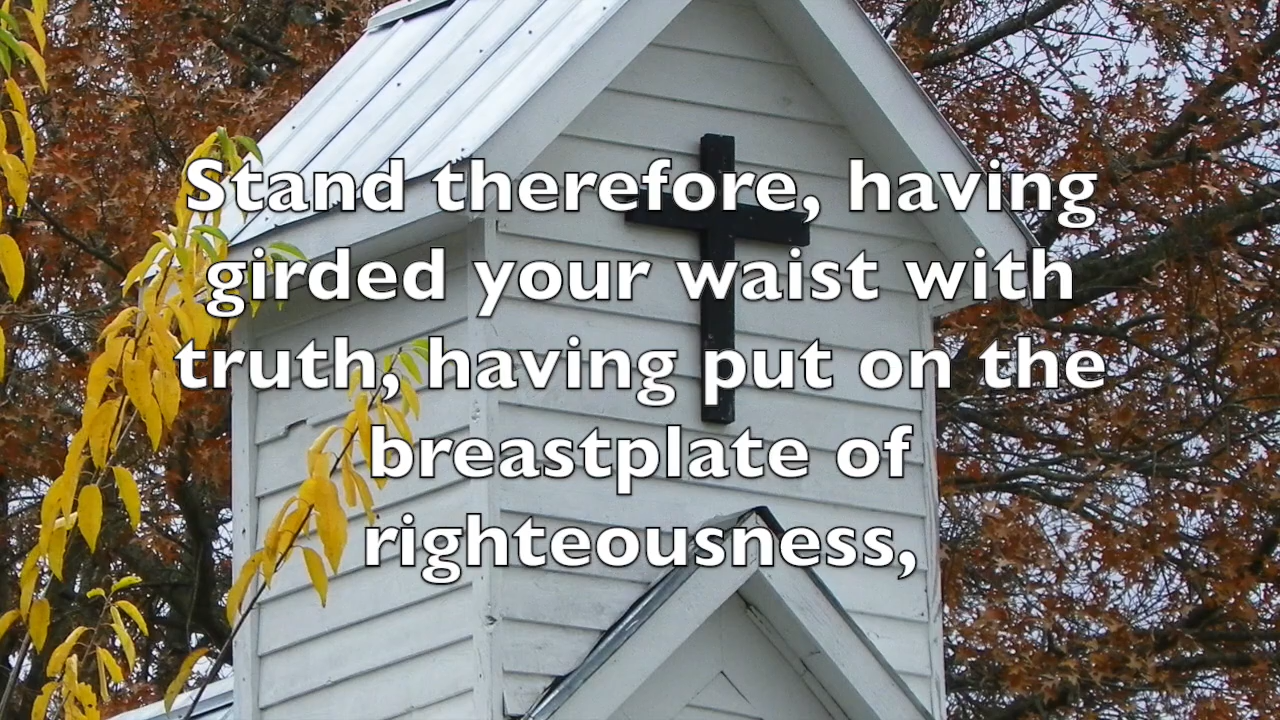 Stand therefore, having
girded your waist with
truth, having put on the
breastplate of
righteousness,